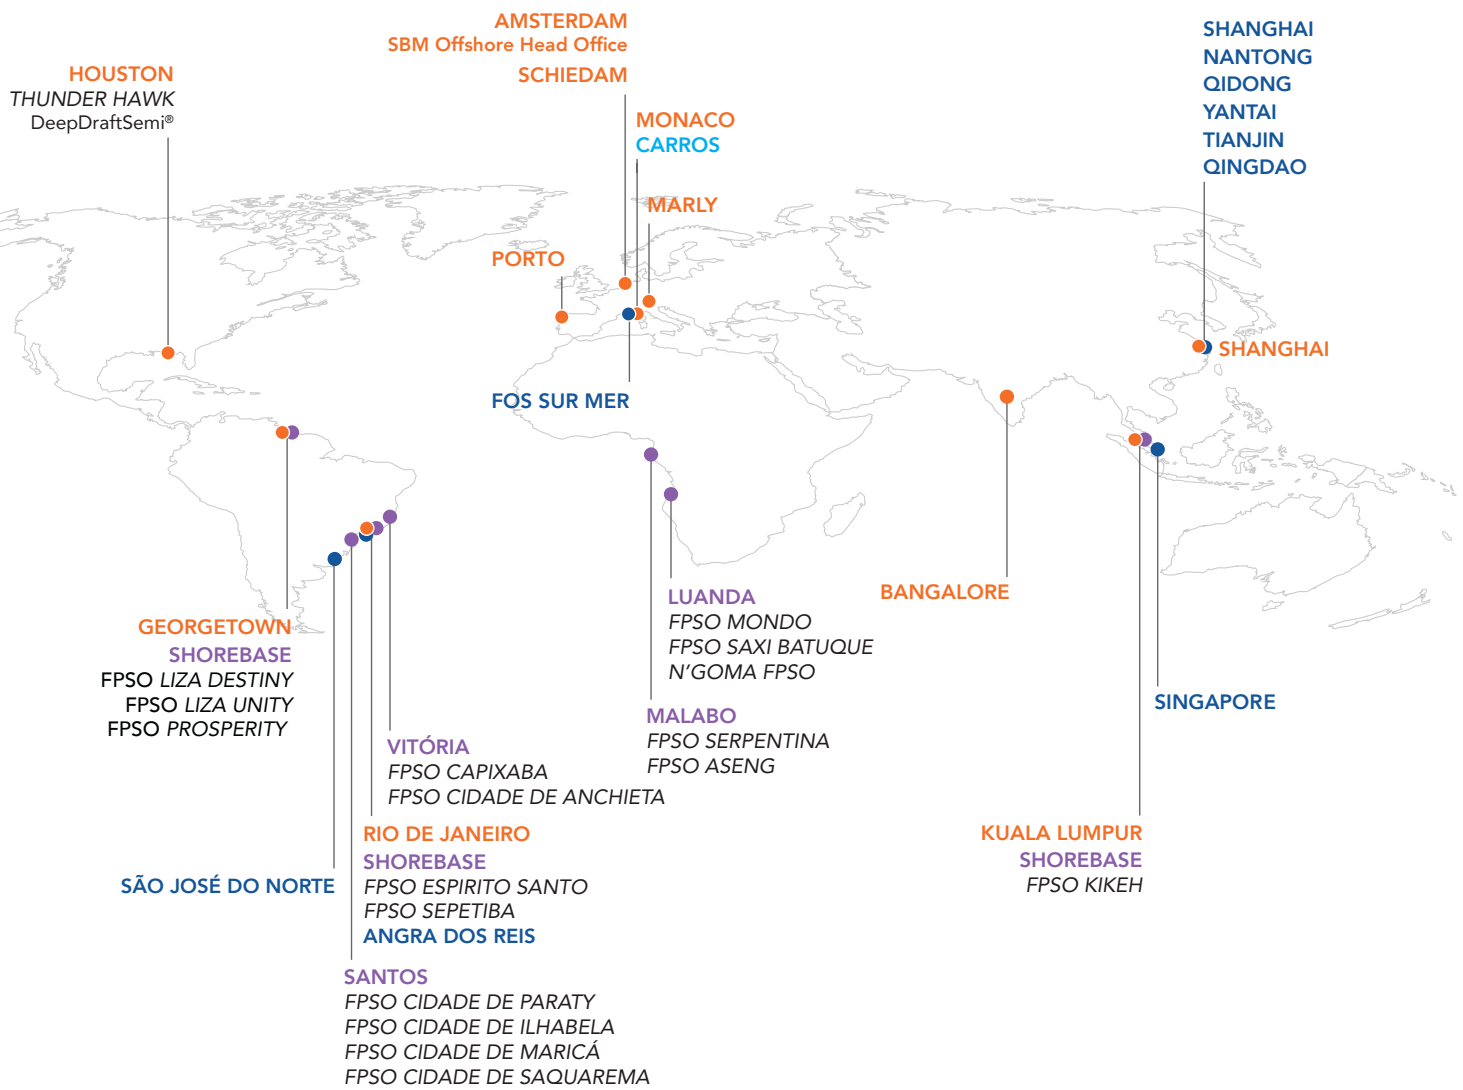 AMSTERDAM
SBM Offshore Head Office
SCHIEDAM
HOUSTON
THUNDER HAWK
DeepDraftSemi®
MONACO
CARROS
MARLY
PORTO
SHANGHAI
NANTONG
QIDONG
YANTAI
TIANJIN
QINGDAO
SHANGHAI
FOS SUR MER
BANGALORE
SINGAPORE
GEORGETOWN
SHOREBASE
FPSO LIZA DESTINY
FPSO LIZA UNITY
FPSO PROSPERITY
LUANDA
FPSO MONDO
FPSO SAXI BATUQUE
N'GOMA FPSO
MALABO
FPSO SERPENTINA
FPSO ASENG
VITÓRIA
FPSO CAPIXABA
FPSO CIDADE DE ANCHIETA
RIO DE JANEIRO
SHOREBASE
FPSO ESPIRITO SANTO
FPSO SEPETIBA
ANGRA DOS REIS
SÃO JOSÉ DO NORTE
KUALA LUMPUR
SHOREBASE
FPSO KIKEH
SANTOS
FPSO CIDADE DE PARATY
FPSO CIDADE DE ILHABELA
FPSO CIDADE DE MARICÁ
FPSO CIDADE DE SAQUAREMA